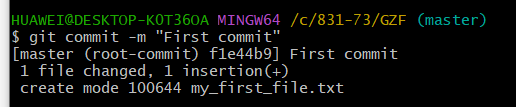 HUAWEI@DESKTOP-KOT36OA MINGW64 /c/831-73/GZF (master)
$ git commit -m "First commit"
[master (root-commit) f1e44b9] First commit
 1 file changed, 1 insertion(+)
 create mode 100644 my_first_file.txt